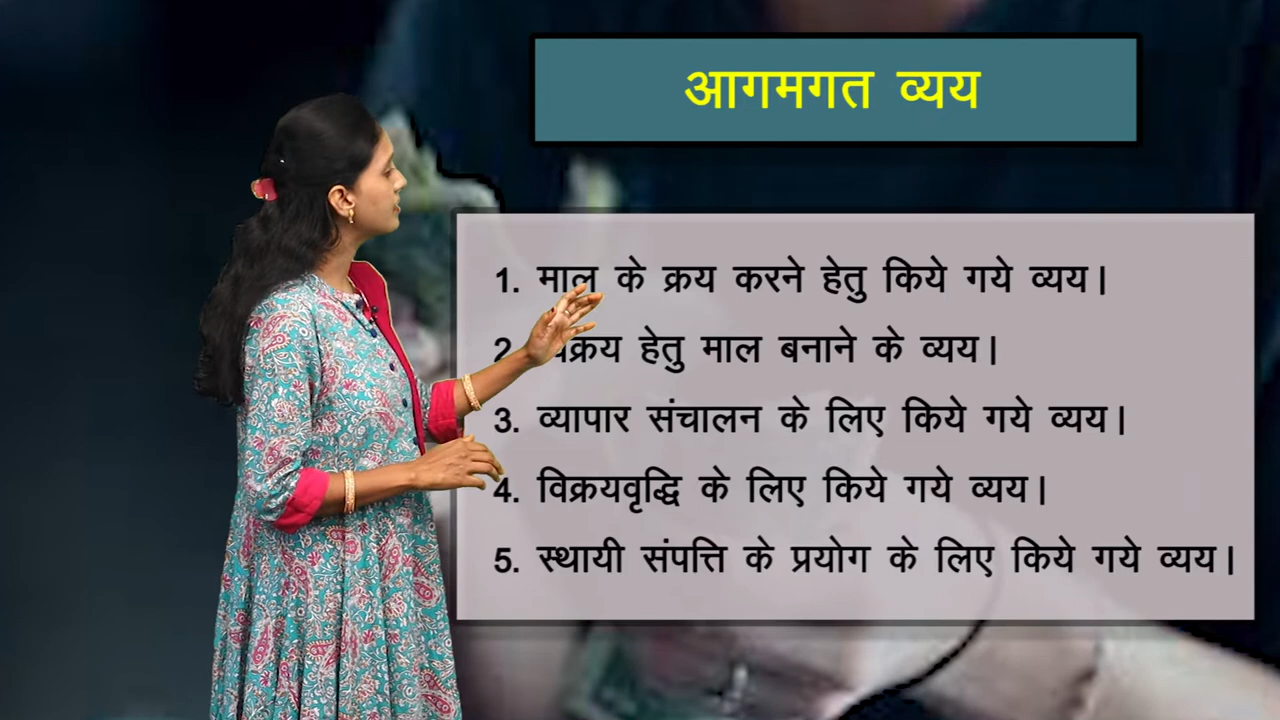 आगमगत व्यय
1. माल के क्रय करने हेतु किये गये व्यय।
2. हेतु माल बनाने के व्यय।
3. व्यापार संचालन के लिए किये गये व्यय।
4. विक्रयवृद्धि के लिए किये गये व्यय।
5. स्थायी संपत्ति के प्रयोग के लिए किये गये व्यय।